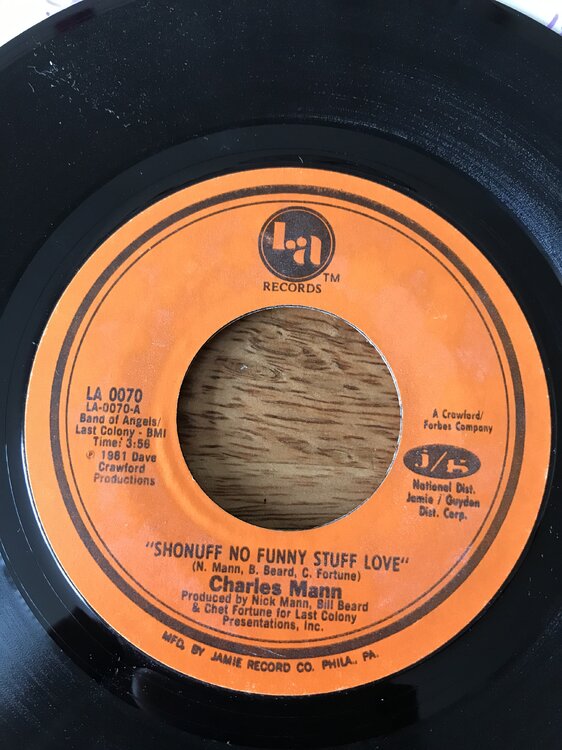 La
TM
RECORDS
LA 0070
LA-0070-A
Band of Angels/
Last Colony - BMI
Time: 3:56
℗ 1981 Dave
Crawford
Productions
A Crawford/
Forbes Company
j/G
National Dist.
Jamie / Guyden
Dist. Corp.
"SHONUFF NO FUNNY STUFF LOVE"
(N. Mann, B. Beard, C. Fortune)
Charles Mann
Produced by Nick Mann, Bill Beard
& Chet Fortune for Last Colony
Presentations, Inc.
MFD. BY JAMIE RECORD CO. PHILA., PA.